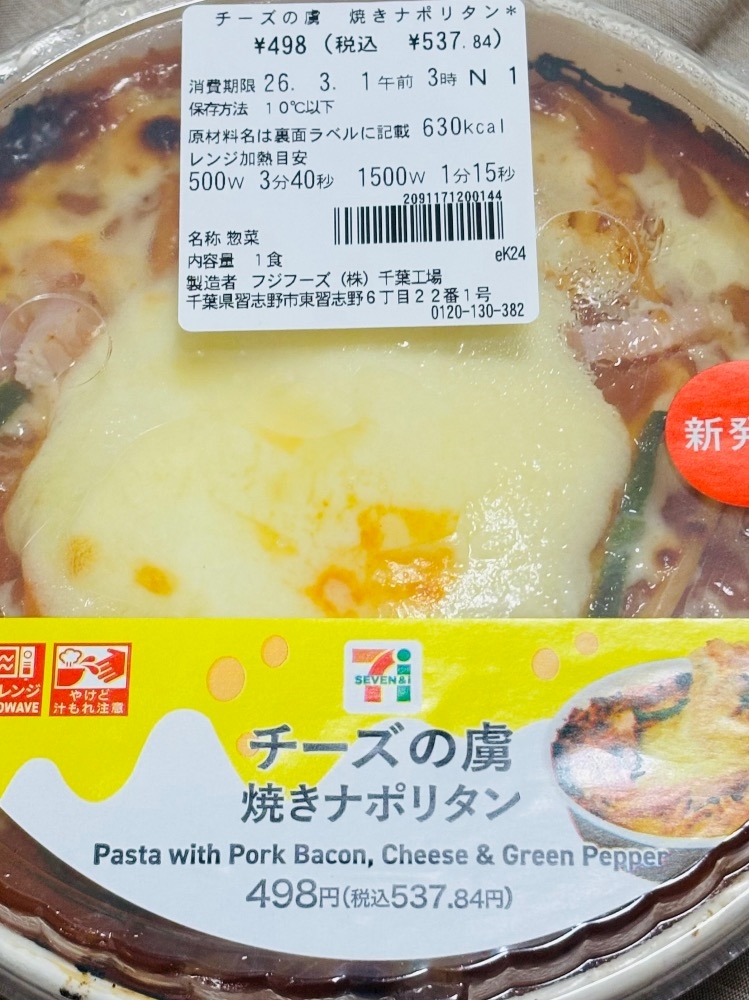 チーズの虜 焼きナポリタン*
¥498 (税込 ¥537.84)
消費期限 26. 3. 1午前 3時 N 1
保存方法 10℃以下
原材料名は裏面ラベルに記載 630kcal
レンジ加熱目安
500W 3分40秒 1500W 1分15秒
2091171200144
名称 惣菜
内容量 1食 eK24
製造者 フジフーズ(株)千葉工場
千葉県習志野市東習志野6丁目22番1号
0120-130-382
新発
レンジ
OWAVE
やけど
汁もれ注意
SEVEN&i
チーズの虜
焼きナポリタン
Pasta with Pork Bacon, Cheese & Green Pepper
498円(税込537.84円)